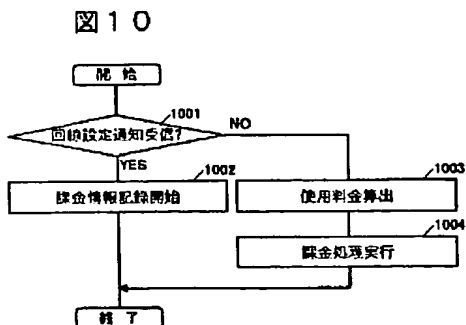 図10
開始
1001
回線設定通知受信?
NO
YES
1002
課金情報記録開始
1003
使用料金算出
1004
課金処理実行
終了